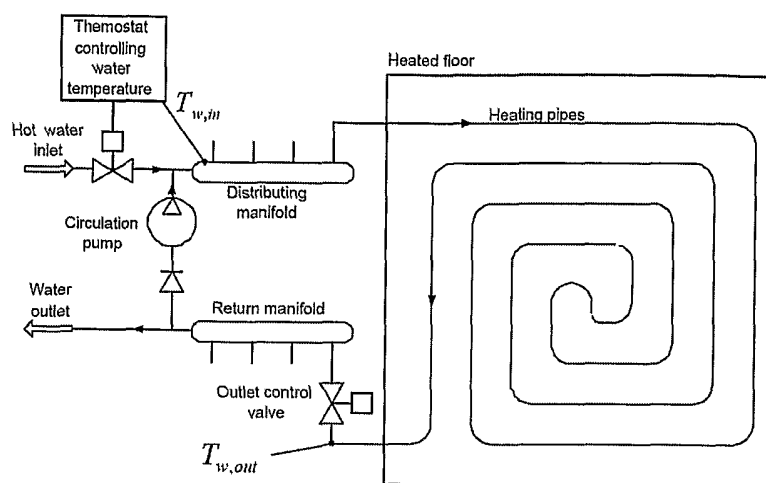 Themostat
controlling
water
temperature
T_{w,in}
Heated floor
Hot water
inlet
Heating pipes
Distributing
manifold
Circulation
pump
Water
outlet
Return manifold
Outlet control
valve
T_{w,out}